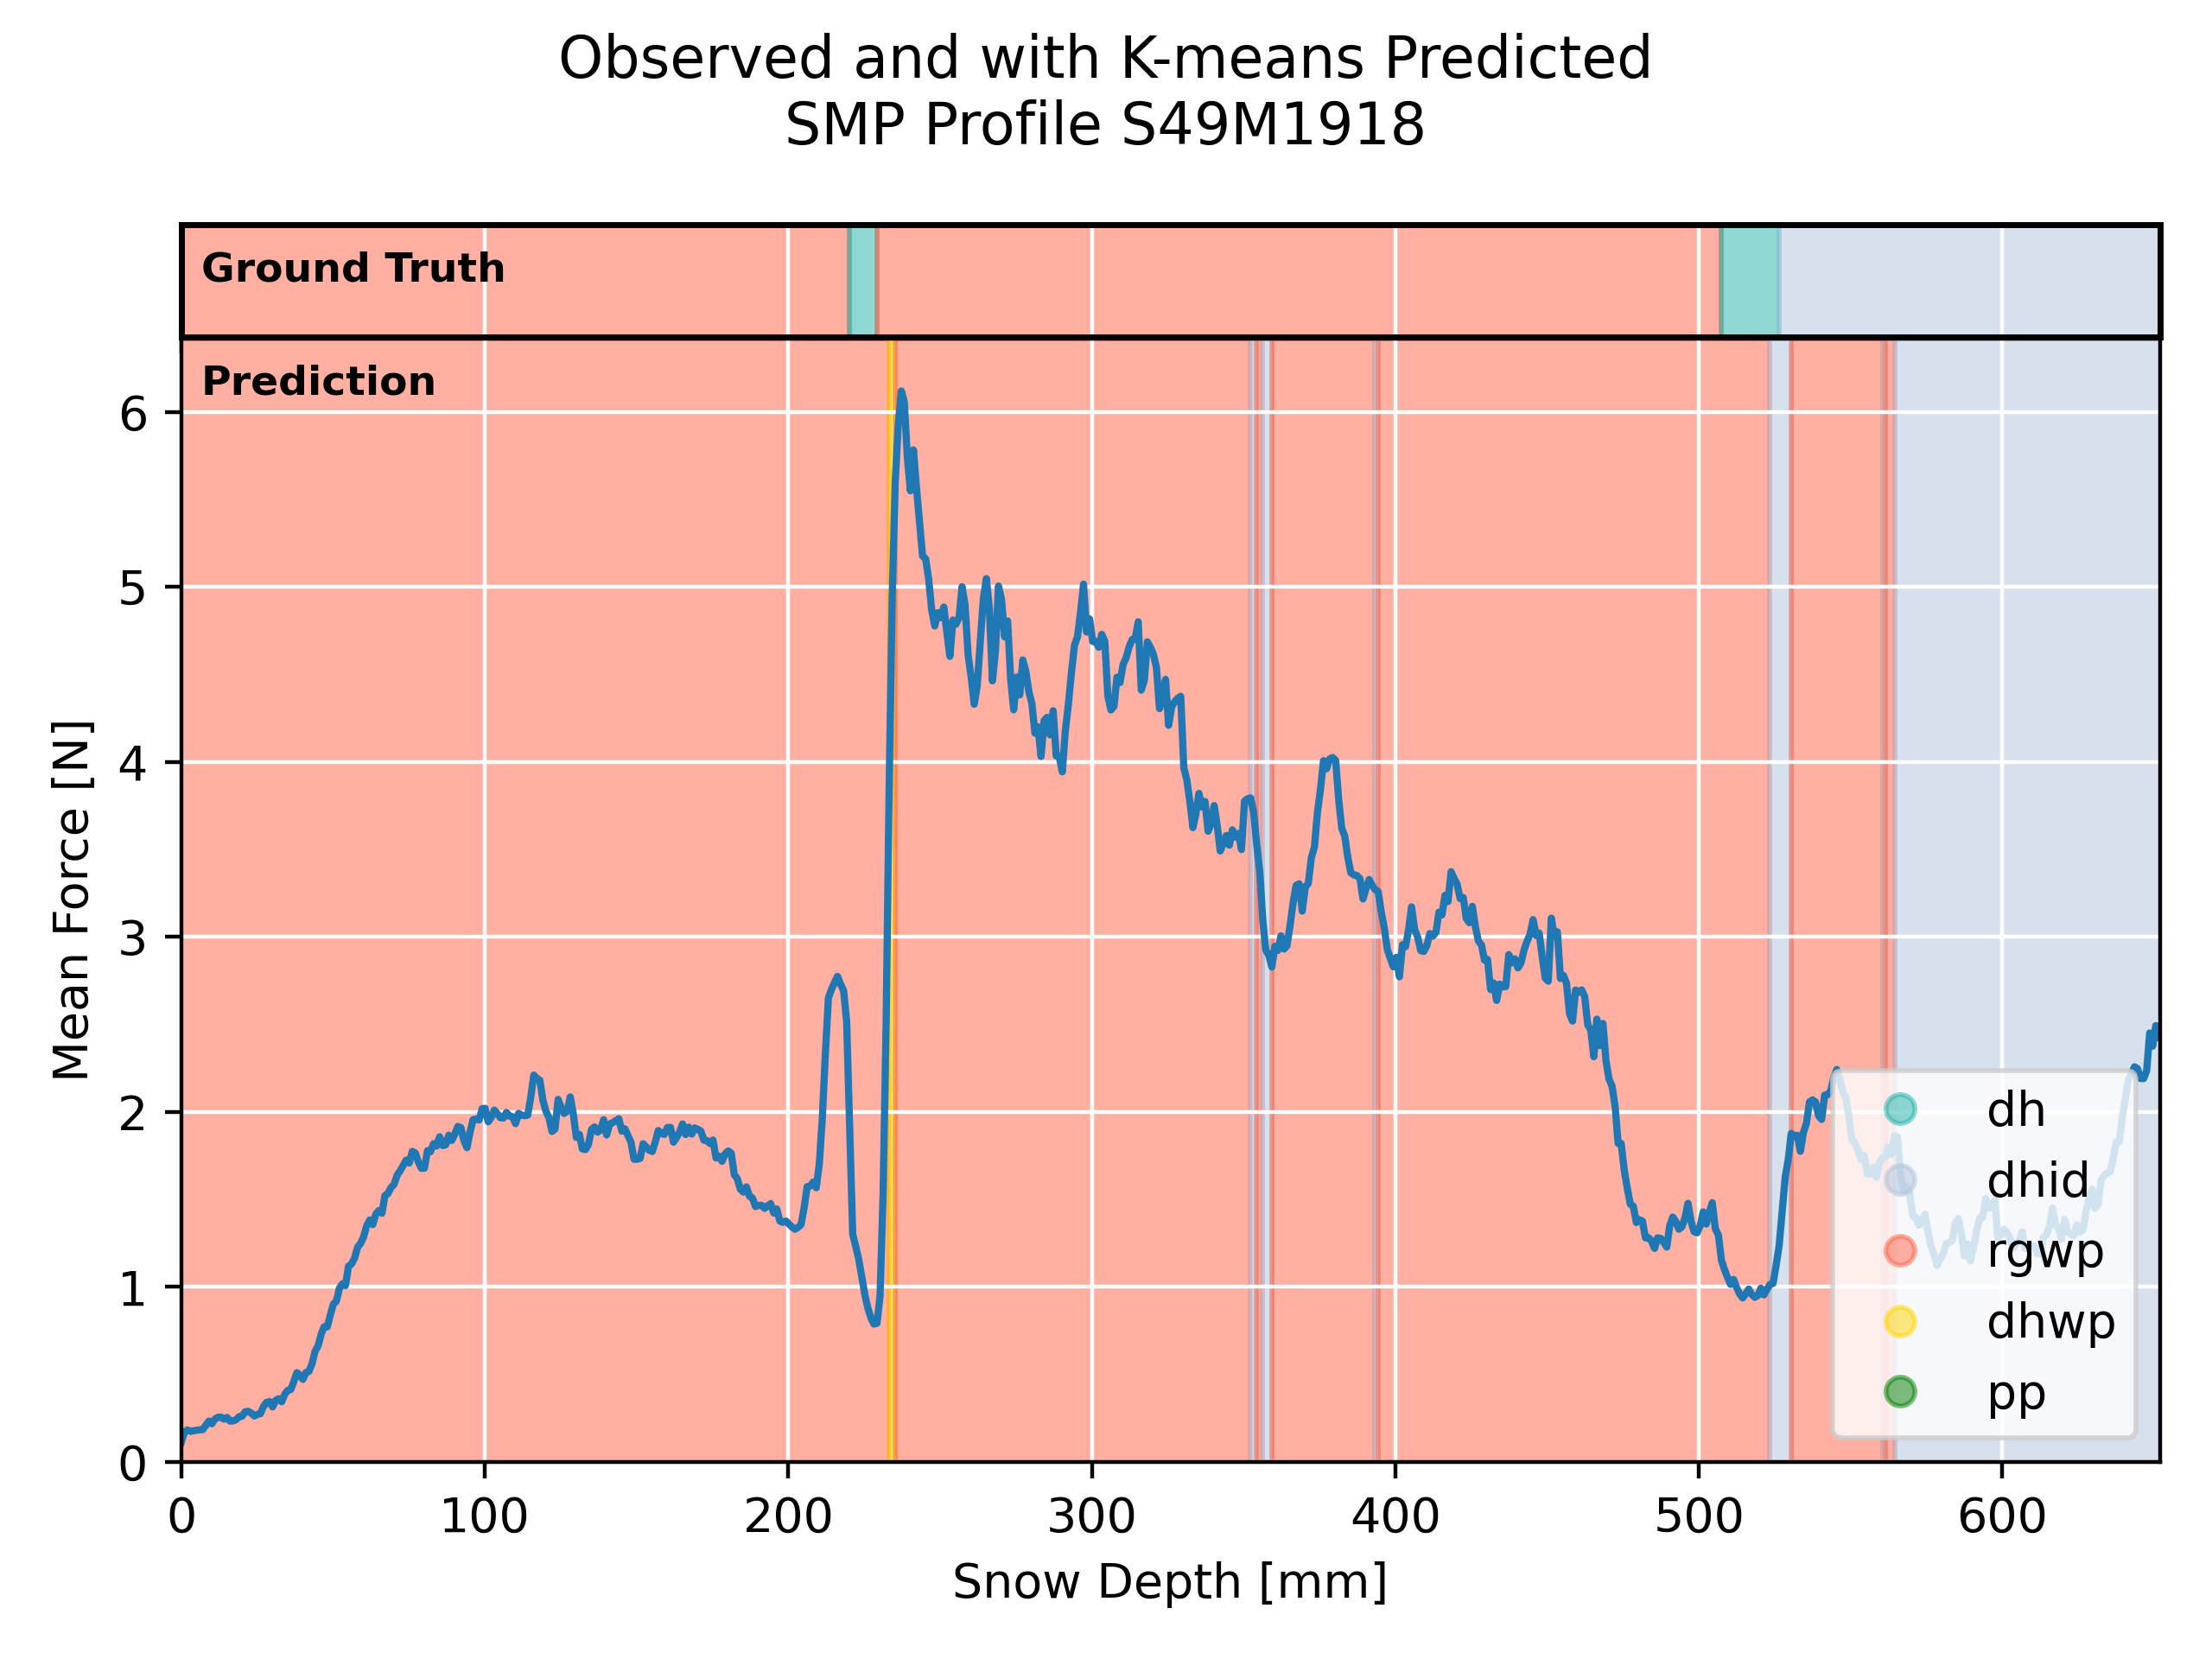 Observed and with K-means Predicted
SMP Profile S49M1918
Ground Truth
Prediction
6
5
4
3
2
1
0
Mean Force [N]
0 100 200 300 400 500 600
Snow Depth [mm]
dh
dhid
rgwp
dhwp
pp